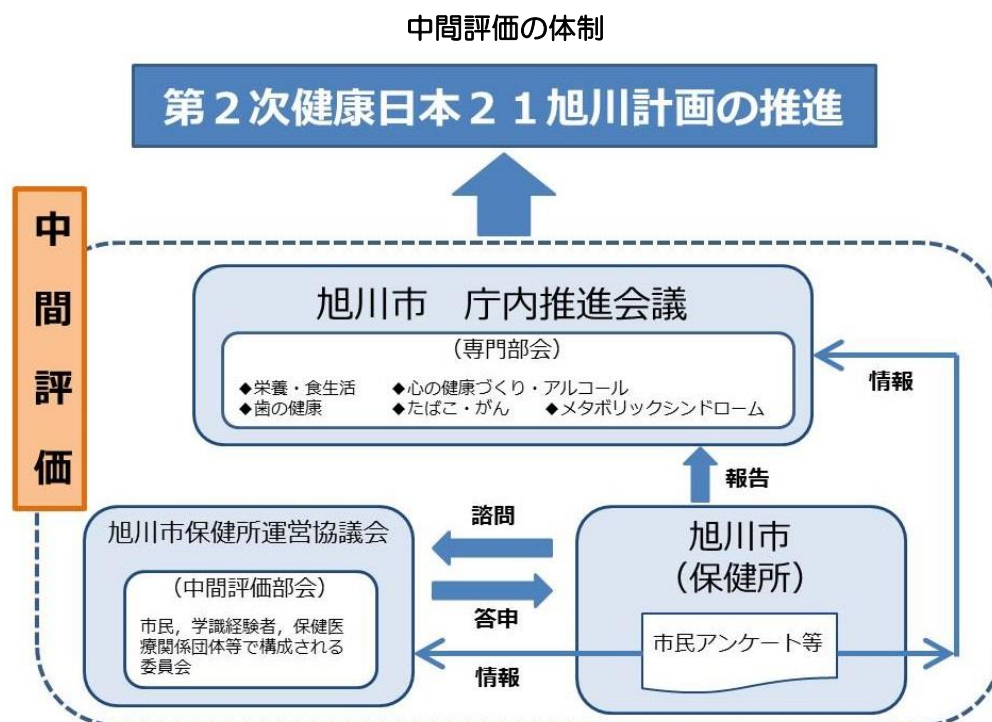 中間評価の体制
第２次健康日本２１旭川計画の推進
中間評価
旭川市　庁内推進会議
（専門部会）
◆栄養・食生活　◆心の健康づくり・アルコール
◆歯の健康　◆たばこ・がん　◆メタボリックシンドローム
情報
報告
旭川市保健所運営協議会
（中間評価部会）
市民，学識経験者，保健医
療関係団体等で構成される
委員会
諮問
答申
情報
旭川市
（保健所）
市民アンケート等